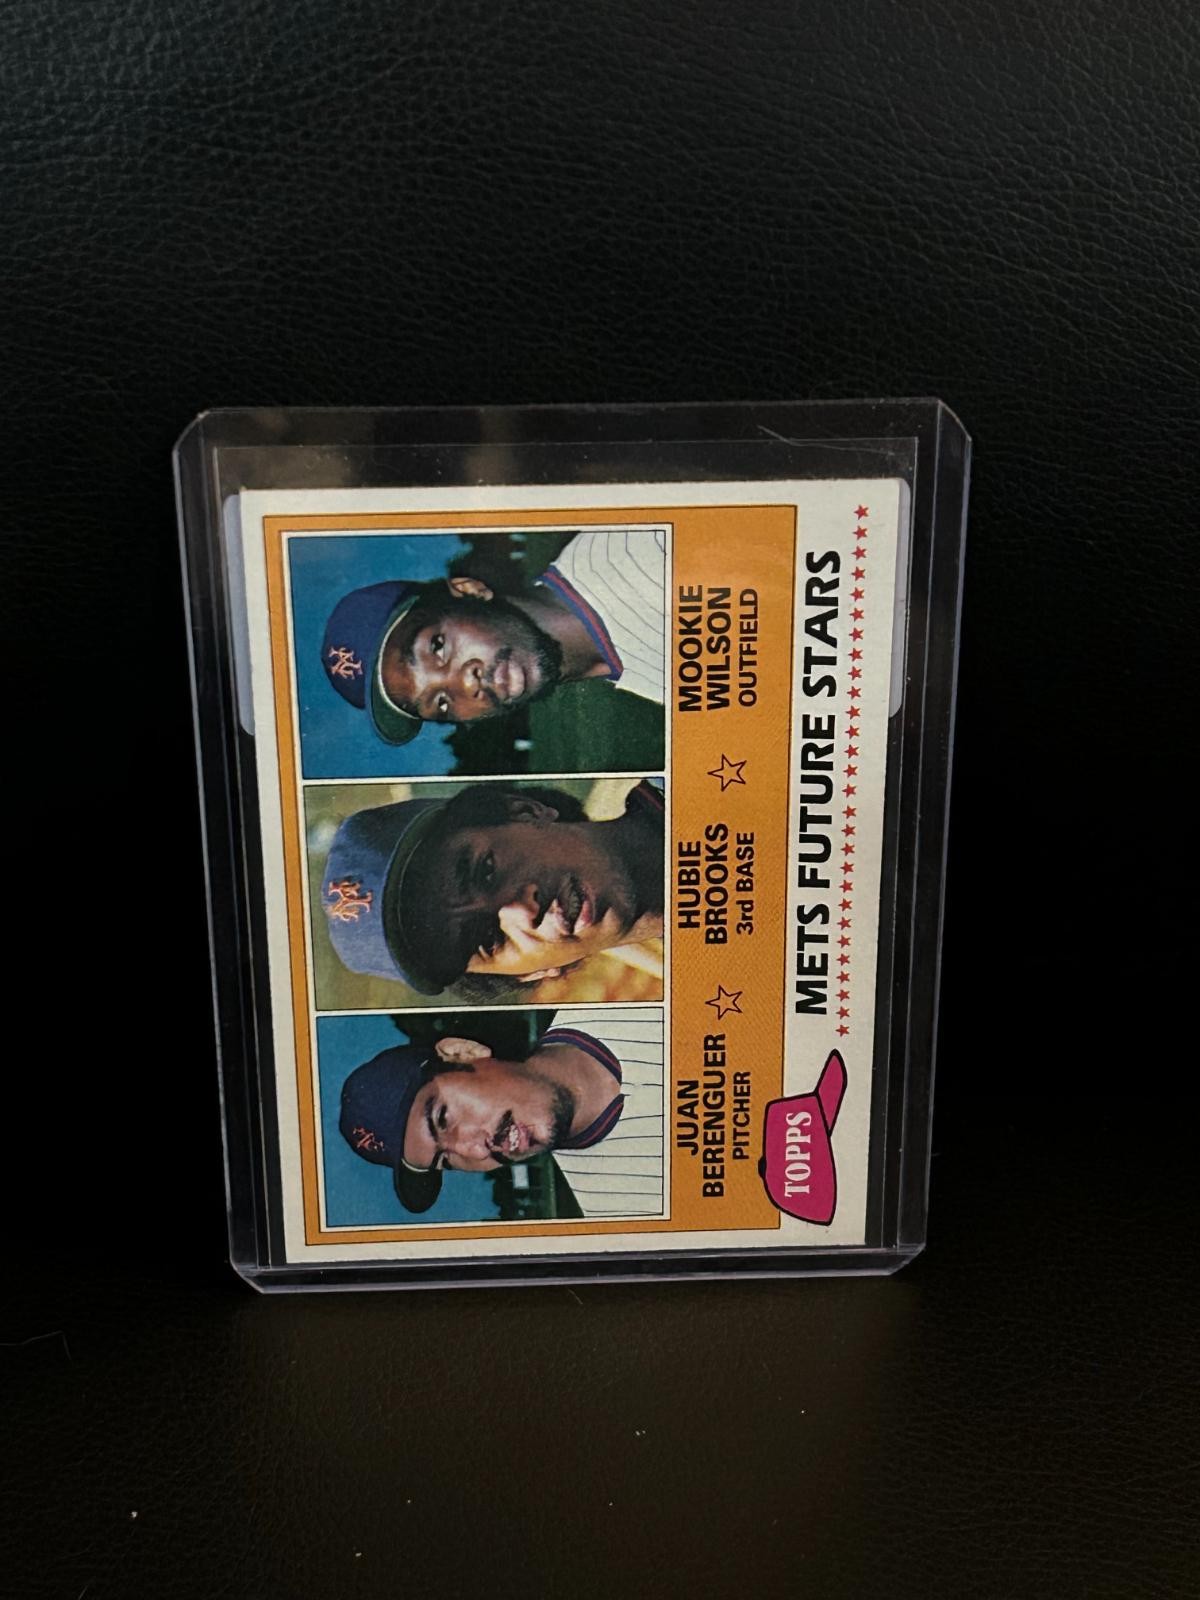 JUAN
BERENGUER
PITCHER
HUBIE
BROOKS
3rd BASE
MOOKIE
WILSON
OUTFIELD
TOPPS
METS FUTURE STARS